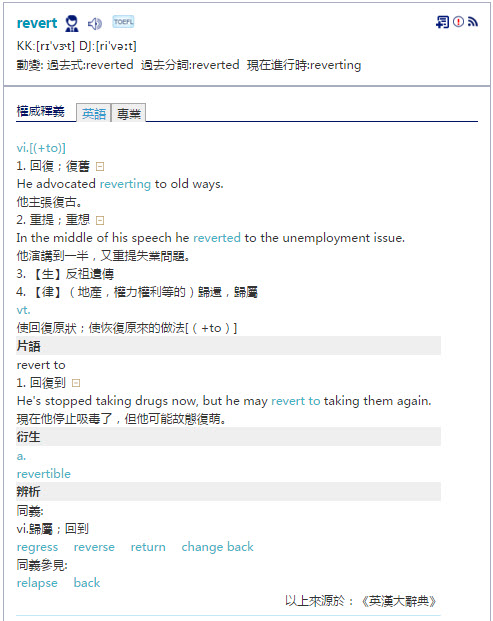 revert TOEFL
KK:[rɪˋvɝt] DJ:[riˋvə:t]
動變: 過去式:reverted 過去分詞:reverted 現在進行時:reverting
權威釋義 英語 專業
vi.[(+to)]
1. 回復；復舊
He advocated reverting to old ways.
他主張復古。
2. 重提；重想
In the middle of his speech he reverted to the unemployment issue.
他演講到一半，又重提失業問題。
3. 【生】反祖遺傳
4. 【律】（地產，權力權利等的）歸還，歸屬
vt.
使回復原狀；使恢復原來的做法[（+to）]
片語
revert to
1. 回復到
He's stopped taking drugs now, but he may revert to taking them again.
現在他停止吸毒了，但他可能故態復萌。
衍生
a.
revertible
辨析
同義:
vi.歸屬；回到
regress reverse return change back
同義參見:
relapse back
以上來源於：《英漢大辭典》